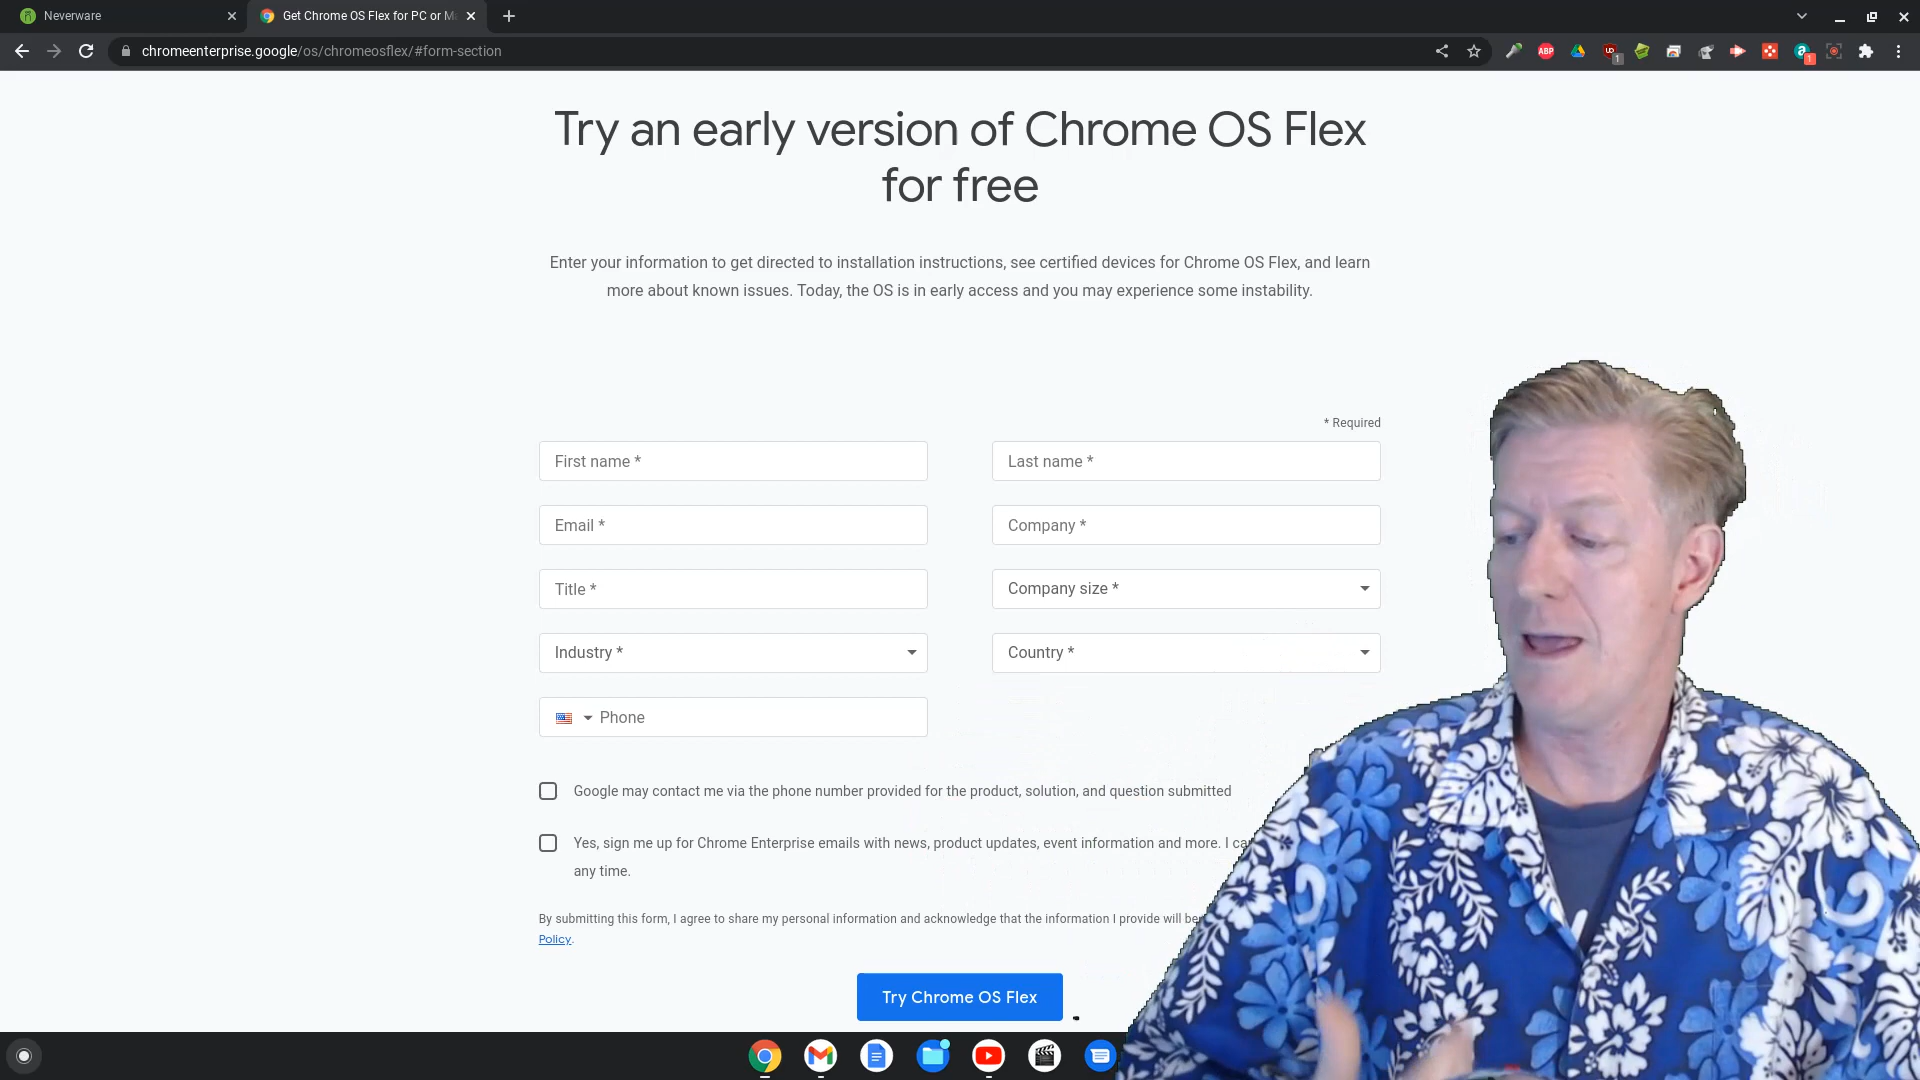 Neverware
Get Chrome OS Flex for PC or Ma
chromeenterprise.google/os/chromeosflex/#form-section
ABP
1
1
Try an early version of Chrome OS Flex
for free
Enter your information to get directed to installation instructions, see certified devices for Chrome OS Flex, and learn
more about known issues. Today, the OS is in early access and you may experience some instability.
* Required
First name *
Last name *
Email *
Company *
Title *
Company size *
Industry *
Country *
Phone
Google may contact me via the phone number provided for the product, solution, and question submitted
Yes, sign me up for Chrome Enterprise emails with news, product updates, event information and more. I ca
any time.
By submitting this form, I agree to share my personal information and acknowledge that the information I provide will be
Policy.
Try Chrome OS Flex